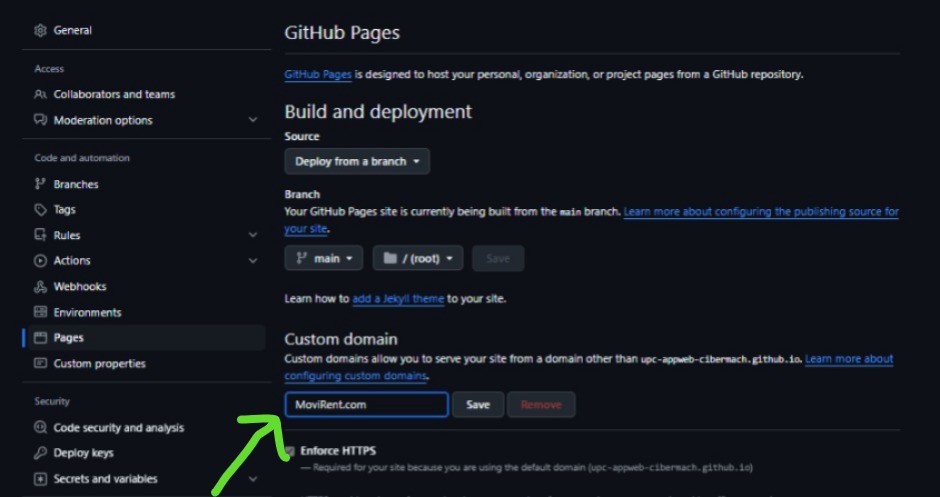 General
Access
Collaborators and teams
Moderation options
Code and automation
Branches
Tags
Rules
Actions
Webhooks
Environments
Pages
Custom properties
Security
Code security and analysis
Deploy keys
Secrets and variables
GitHub Pages
GitHub Pages is designed to host your personal, organization, or project pages from a GitHub repository.
Build and deployment
Source
Deploy from a branch
Branch
Your GitHub Pages site is currently being built from the main branch. Learn more about configuring the publishing source for
your site.
main / (root) Save
Learn how to add a Jekyll theme to your site.
Custom domain
Custom domains allow you to serve your site from a domain other than upc-appweb-cibermach.github.io. Learn more about
configuring custom domains.
MoviRent.com Save Remove
Enforce HTTPS
— Required for your site because you are using the default domain (upc-appweb-cibermach.github.io)